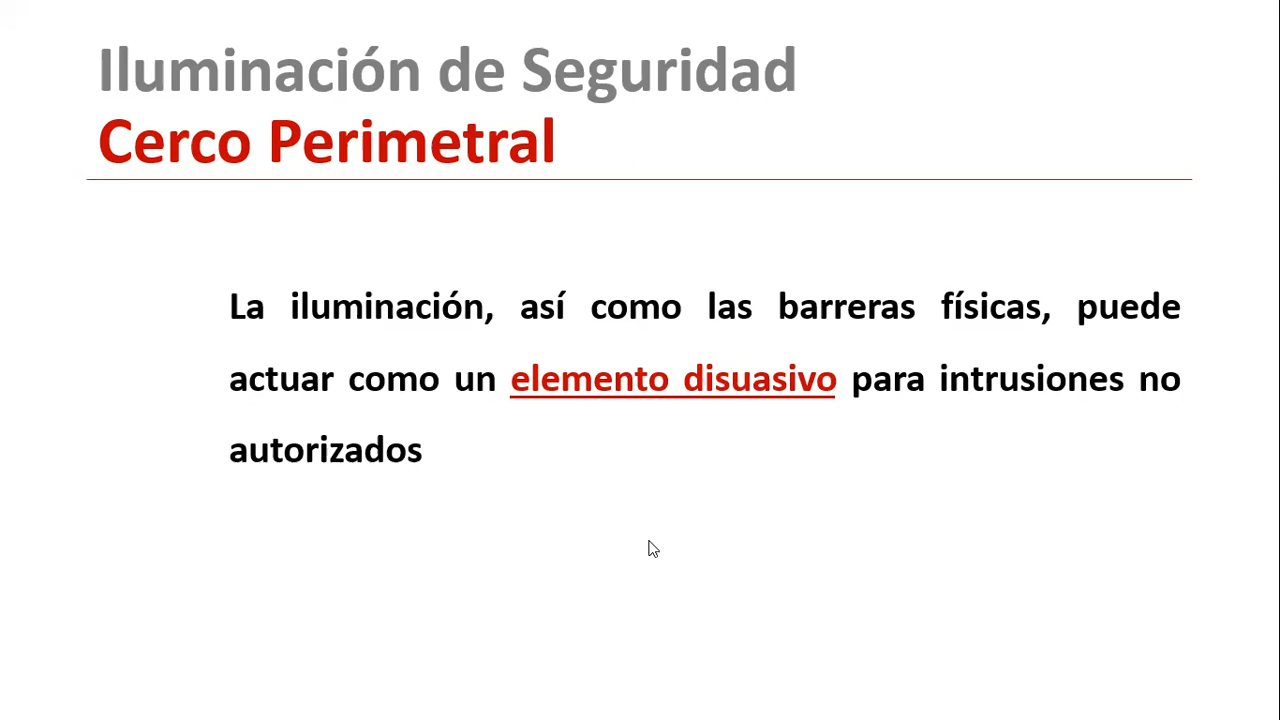 Iluminación de Seguridad
Cerco Perimetral
La iluminación, así como las barreras físicas, puede
actuar como un elemento disuasivo para intrusiones no
autorizados